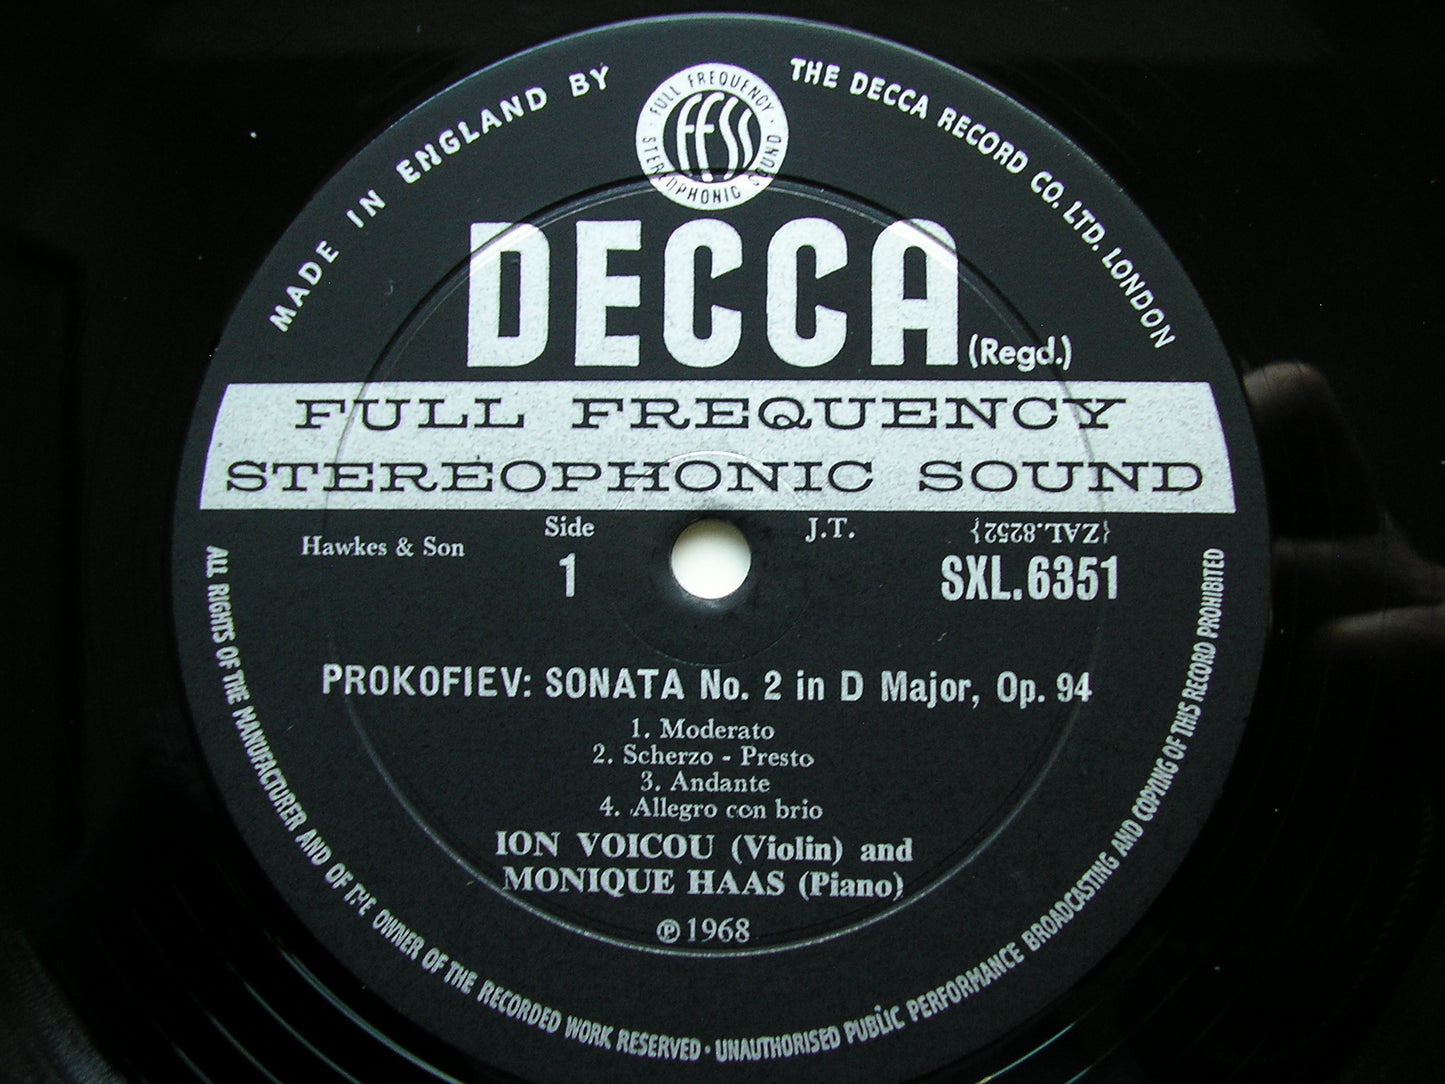 MADE IN ENGLAND BY
THE DECCA RECORD CO. LTD. LONDON
FULL FREQUENCY
FFSS
STEREOPHONIC SOUND
DECCA
(Regd.)
FULL FREQUENCY
STEREOPHONIC SOUND
Hawkes & Son
Side
1
J.T.
{ZAL.8252}
SXL.6351
PROKOFIEV: SONATA No. 2 in D Major, Op. 94
1. Moderato
2. Scherzo - Presto
3. Andante
4. Allegro con brio
ION VOICOU (Violin) and
MONIQUE HAAS (Piano)
℗ 1968
ALL RIGHTS OF THE MANUFACTURER AND OF THE OWNER OF THE RECORDED WORK RESERVED · UNAUTHORISED PUBLIC PERFORMANCE BROADCASTING AND COPYING OF THIS RECORD PROHIBITED